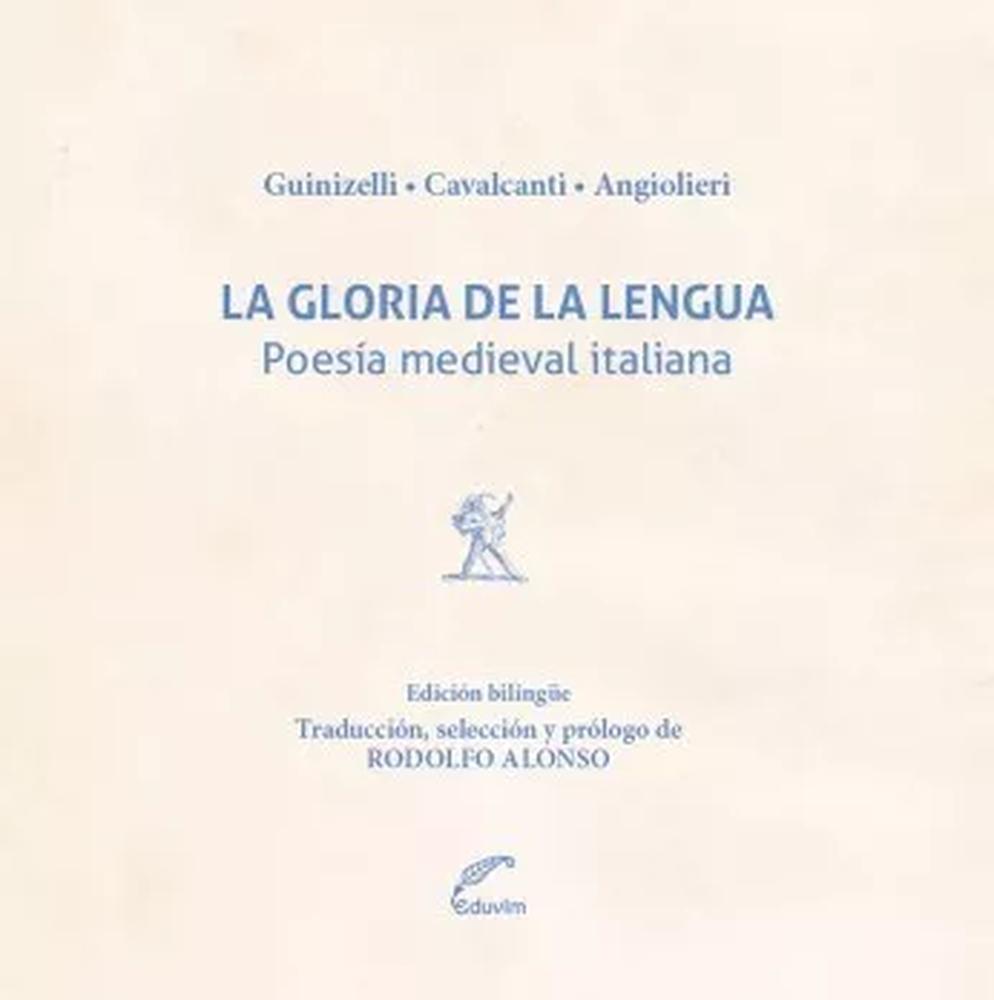 Guinizelli • Cavalcanti • Angiolieri
LA GLORIA DE LA LENGUA
Poesía medieval italiana
Edición bilingüe
Traducción, selección y prólogo de
RODOLFO ALONSO
Eduvim